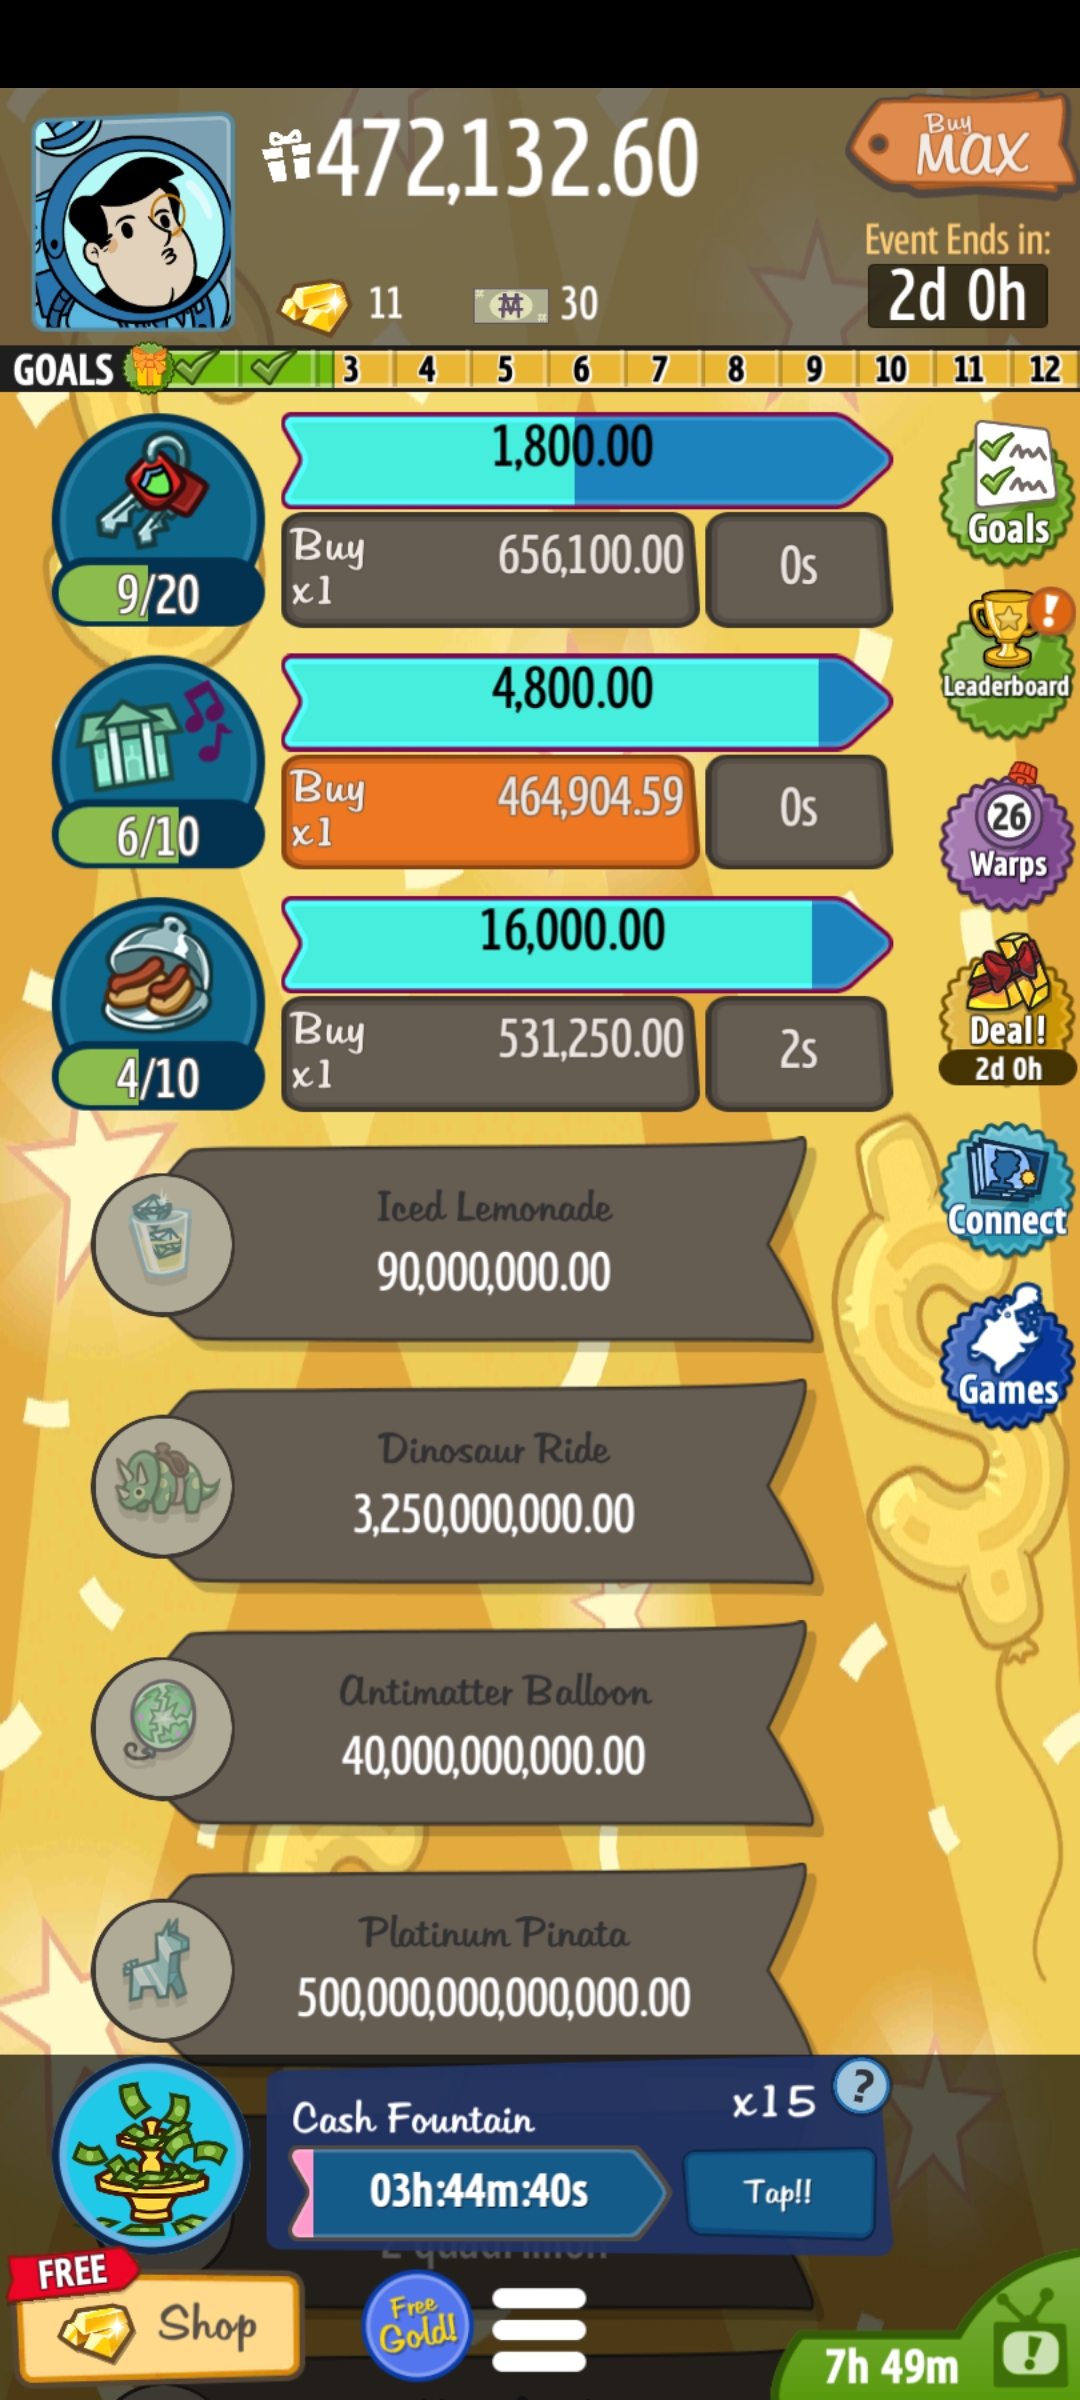 472,132.60
Buy
MAX
Event Ends in:
2d 0h
11
30
GOALS 3 4 5 6 7 8 9 10 11 12
1,800.00
Buy
x1
656,100.00
0s
9/20
Goals
4,800.00
Buy
x1
464,904.59
0s
6/10
Leaderboard
16,000.00
Buy
x1
531,250.00
2s
4/10
26
Warps
Deal!
2d 0h
Connect
Games
Iced Lemonade
90,000,000.00
Dinosaur Ride
3,250,000,000.00
Antimatter Balloon
40,000,000,000.00
Platinum Pinata
500,000,000,000,000.00
Cash Fountain
x15
?
03h:44m:40s
Tap!!
FREE
Shop
Free
Gold!
7h 49m